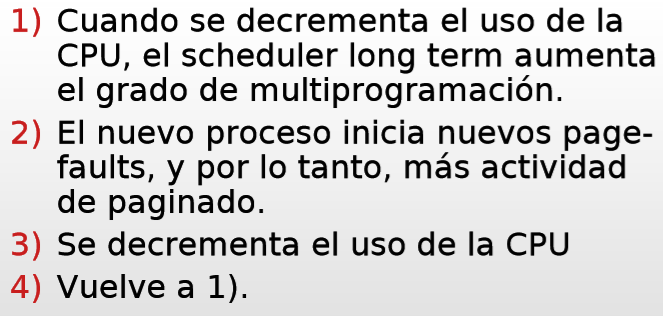 1) Cuando se decrementa el uso de la
CPU, el scheduler long term aumenta
el grado de multiprogramación.
2) El nuevo proceso inicia nuevos page-
faults, y por lo tanto, más actividad
de paginado.
3) Se decrementa el uso de la CPU
4) Vuelve a 1).